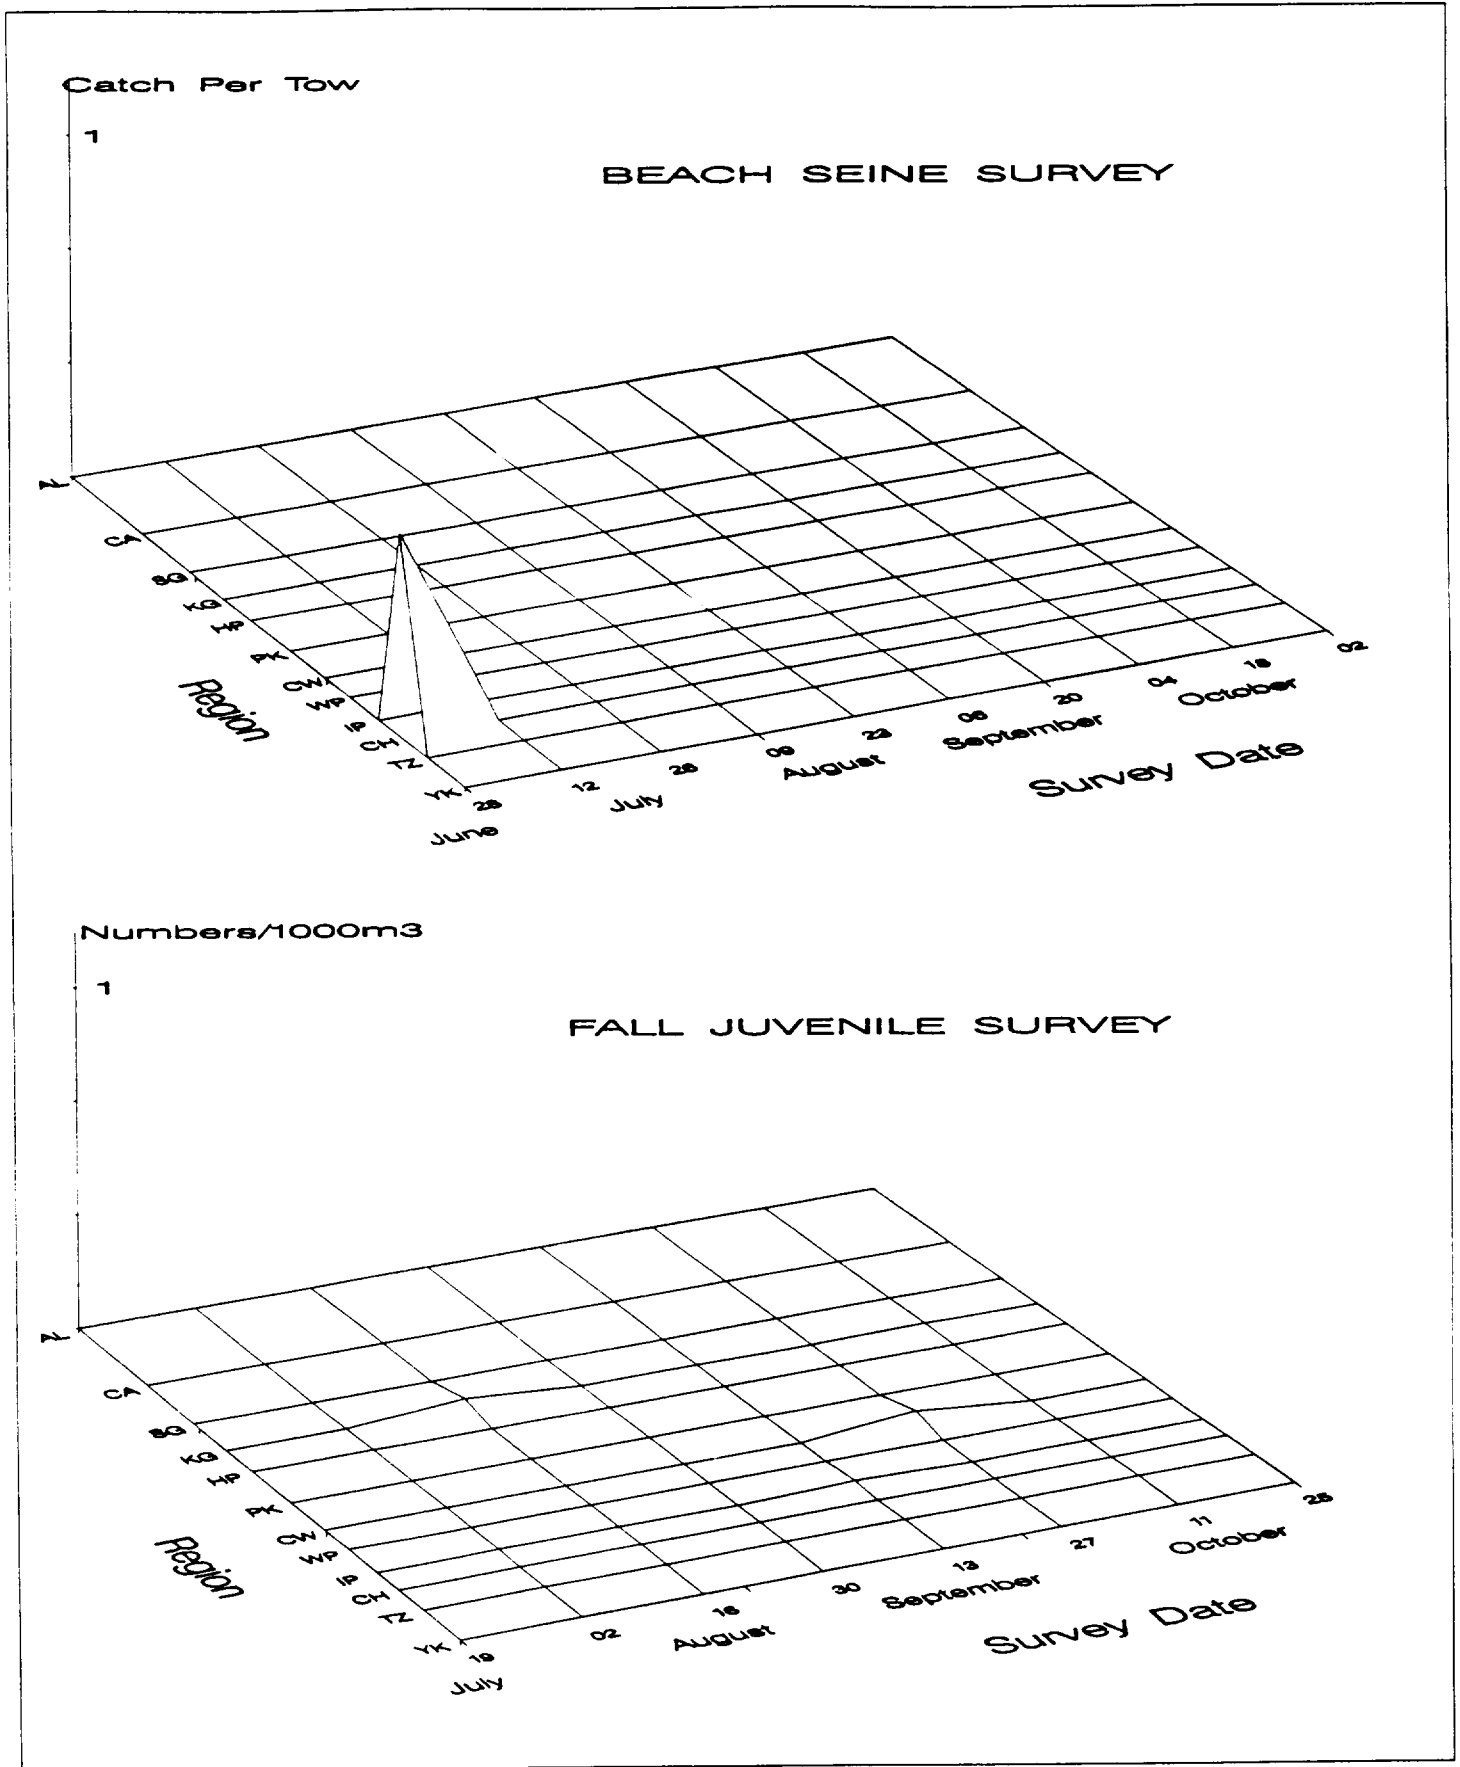 Catch Per Tow
1
BEACH SEINE SURVEY
AL
CA
SG
KG
HP
PK
CW
WP
IP
CH
TZ
YK
Region
28
12
26
09
23
06
20
04
18
02
June
July
August
September
October
Survey Date
Numbers/1000m3
1
FALL JUVENILE SURVEY
AL
CA
SG
KG
HP
PK
CW
WP
IP
CH
TZ
YK
Region
19
02
16
30
13
27
11
25
July
August
September
October
Survey Date